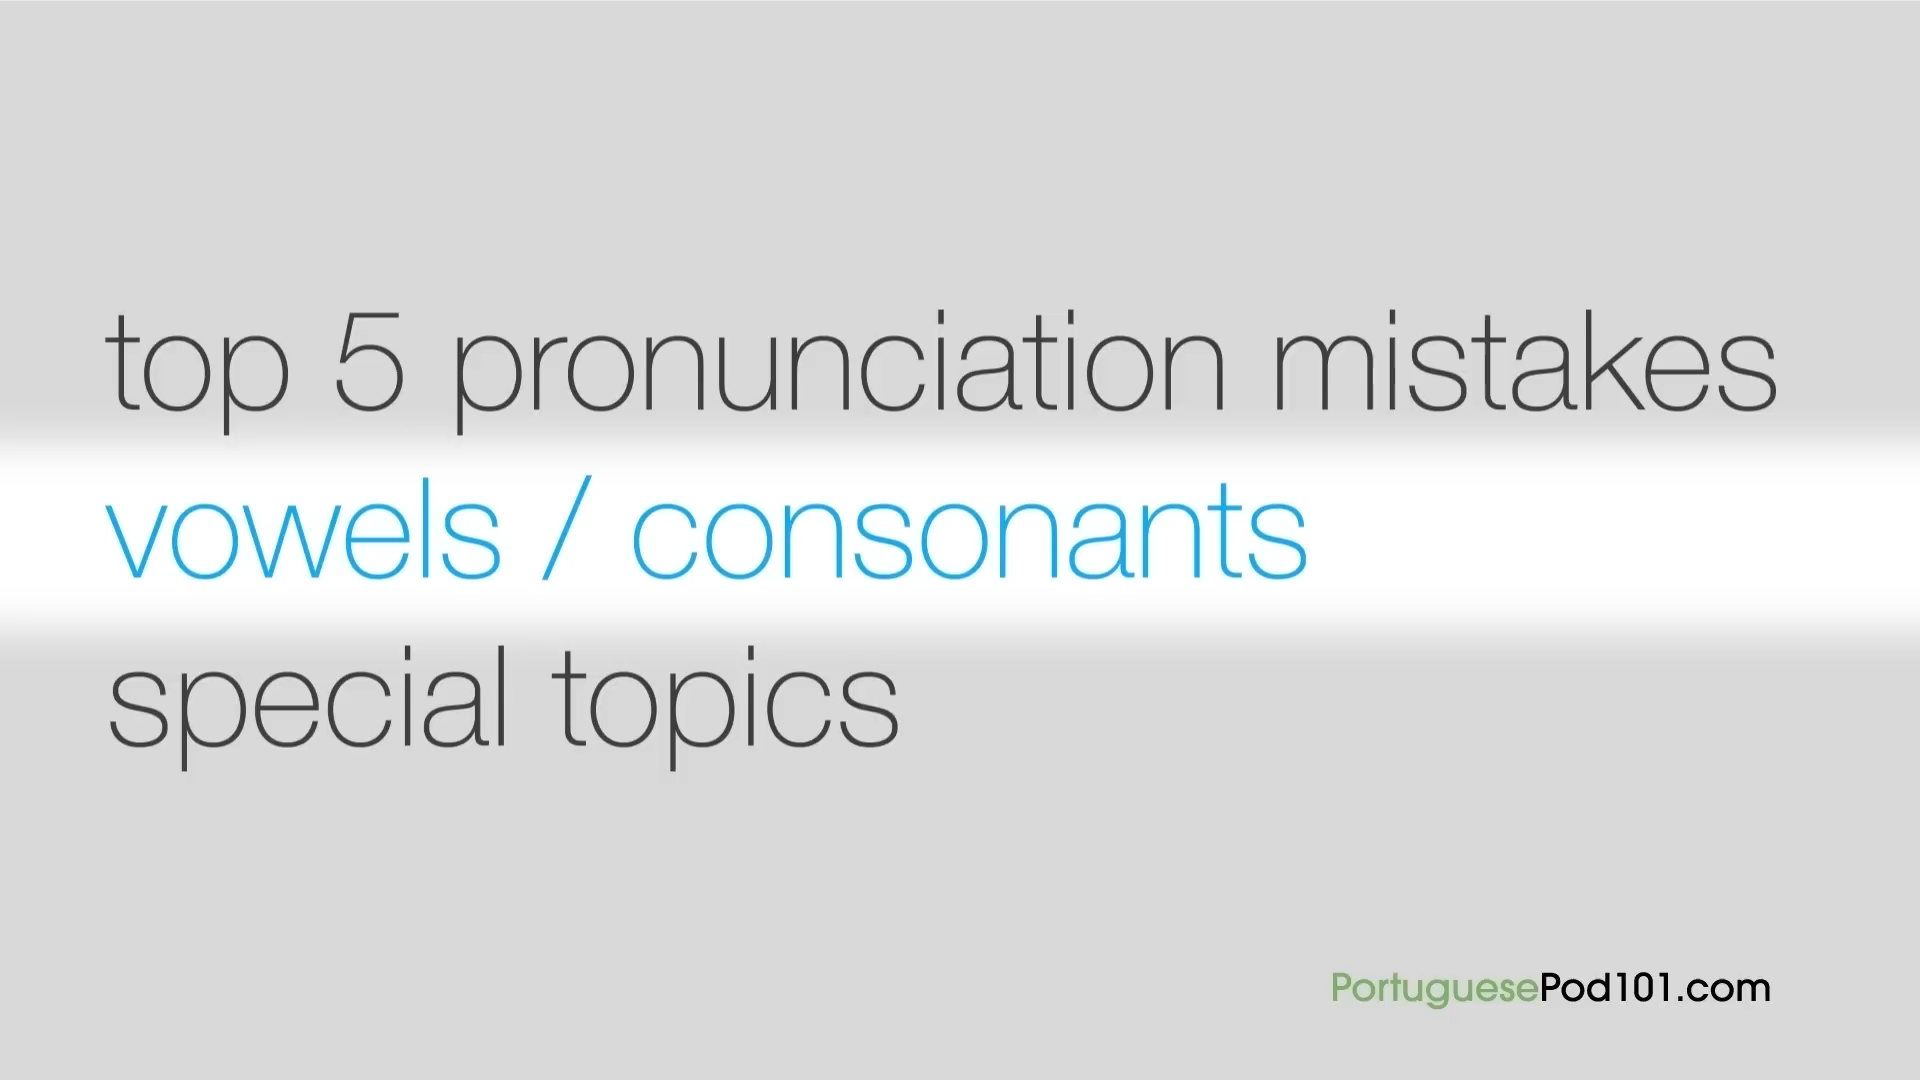 top 5 pronunciation mistakes
vowels / consonants
special topics
PortuguesePod101.com